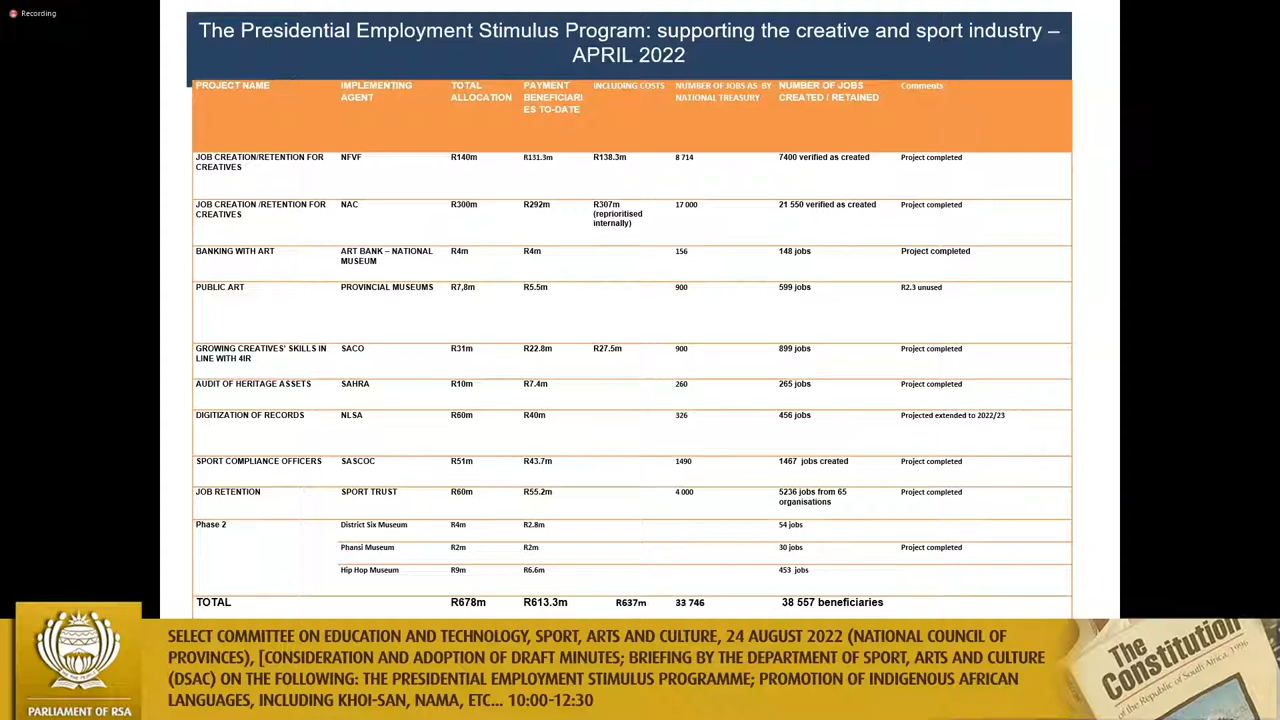 Recording
The Presidential Employment Stimulus Program: supporting the creative and sport industry –
APRIL 2022
PROJECT NAME
IMPLEMENTING
AGENT
TOTAL
ALLOCATION
PAYMENT
BENEFICIARI
ES TO-DATE
INCLUDING COSTS
NUMBER OF JOBS AS BY
NATIONAL TREASURY
NUMBER OF JOBS
CREATED / RETAINED
Comments
JOB CREATION/RETENTION FOR
CREATIVES
NFVF
R140m
R131.3m
R138.3m
8 714
7400 verified as created
Project completed
JOB CREATION /RETENTION FOR
CREATIVES
NAC
R300m
R292m
R307m
(reprioritised
internally)
17 000
21 550 verified as created
Project completed
BANKING WITH ART
ART BANK – NATIONAL
MUSEUM
R4m
R4m
156
148 jobs
Project completed
PUBLIC ART
PROVINCIAL MUSEUMS
R7,8m
R5.5m
900
599 jobs
R2.3 unused
GROWING CREATIVES' SKILLS IN
LINE WITH 4IR
SACO
R31m
R22.8m
R27.5m
900
899 jobs
Project completed
AUDIT OF HERITAGE ASSETS
SAHRA
R10m
R7.4m
260
265 jobs
Project completed
DIGITIZATION OF RECORDS
NLSA
R60m
R40m
326
456 jobs
Projected extended to 2022/23
SPORT COMPLIANCE OFFICERS
SASCOC
R51m
R43.7m
1490
1467 jobs created
Project completed
JOB RETENTION
SPORT TRUST
R60m
R55.2m
4 000
5236 jobs from 65
organisations
Project completed
Phase 2
District Six Museum
R4m
R2.8m
54 jobs
Phansi Museum
R2m
R2m
30 jobs
Project completed
Hip Hop Museum
R9m
R6.6m
453 jobs
TOTAL
R678m
R613.3m
R637m
33 746
38 557 beneficiaries
SELECT COMMITTEE ON EDUCATION AND TECHNOLOGY, SPORT, ARTS AND CULTURE, 24 AUGUST 2022 (NATIONAL COUNCIL OF
PROVINCES), [CONSIDERATION AND ADOPTION OF DRAFT MINUTES; BRIEFING BY THE DEPARTMENT OF SPORT, ARTS AND CULTURE
(DSAC) ON THE FOLLOWING: THE PRESIDENTIAL EMPLOYMENT STIMULUS PROGRAMME; PROMOTION OF INDIGENOUS AFRICAN
LANGUAGES, INCLUDING KHOI-SAN, NAMA, ETC... 10:00-12:30
PARLIAMENT OF RSA
The
Constitution
of the Republic of South Africa, 1996